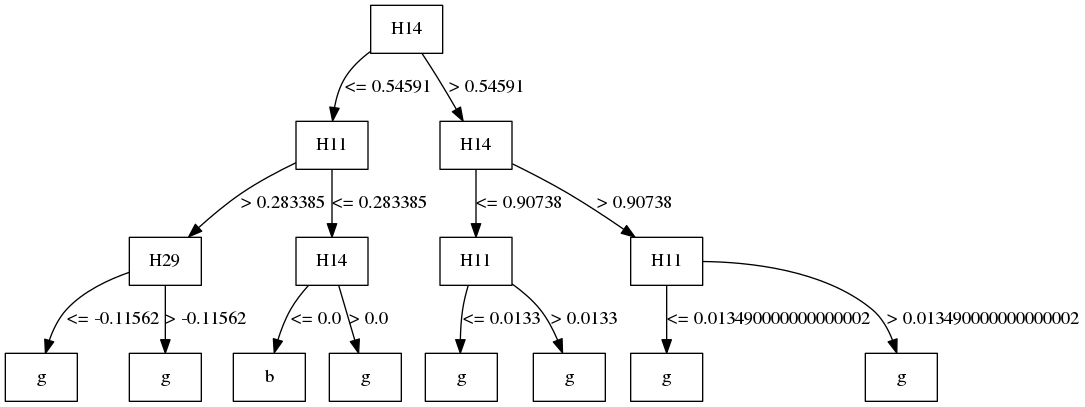 H14
<= 0.54591
> 0.54591
H11
H14
> 0.283385
<= 0.283385
<= 0.90738
> 0.90738
H29
H14
H11
H11
<= -0.11562
> -0.11562
<= 0.0
> 0.0
<= 0.0133
> 0.0133
<= 0.013490000000000002
> 0.013490000000000002
g
g
b
g
g
g
g
g